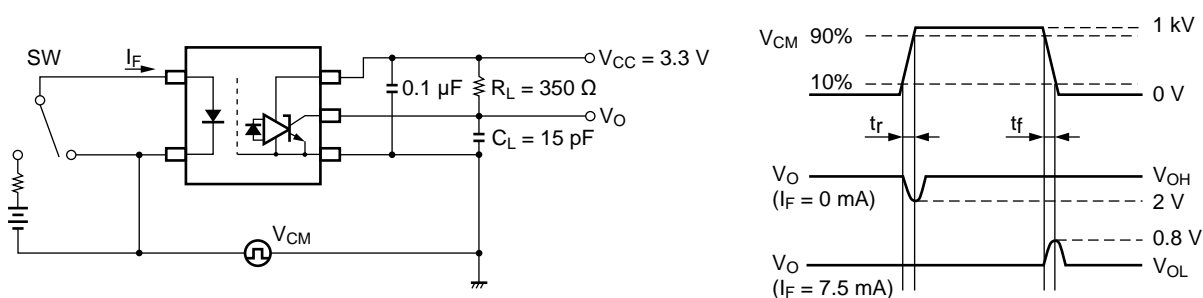 SW
I_F
V_CC = 3.3 V
0.1 µF
R_L = 350 Ω
V_O
C_L = 15 pF
V_CM
V_CM 90%
10%
1 kV
0 V
t_r
t_f
V_O
(I_F = 0 mA)
V_OH
2 V
0.8 V
V_O
(I_F = 7.5 mA)
V_OL